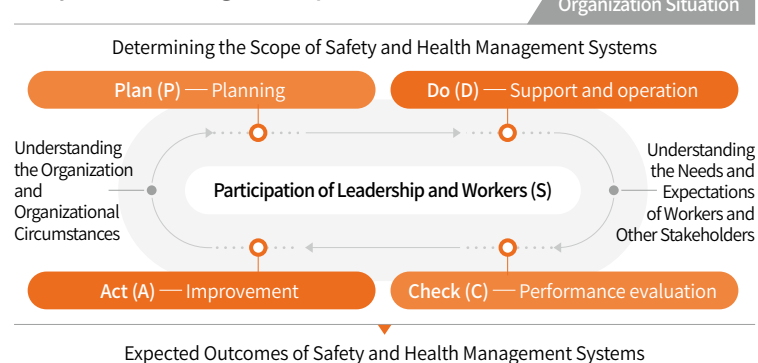 Organization Situation
Determining the Scope of Safety and Health Management Systems
Plan (P) — Planning
Do (D) — Support and operation
Understanding
the Organization
and
Organizational
Circumstances
Participation of Leadership and Workers (S)
Understanding
the Needs and
Expectations
of Workers and
Other Stakeholders
Act (A) — Improvement
Check (C) — Performance evaluation
Expected Outcomes of Safety and Health Management Systems